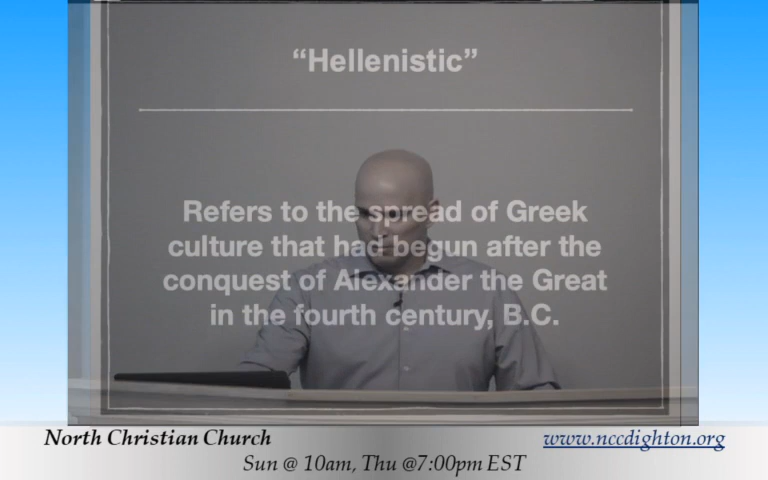 “Hellenistic”
Refers to the spread of Greek
culture that had begun after the
conquest of Alexander the Great
in the fourth century, B.C.
North Christian Church
www.nccdighton.org
Sun @ 10am, Thu @7:00pm EST